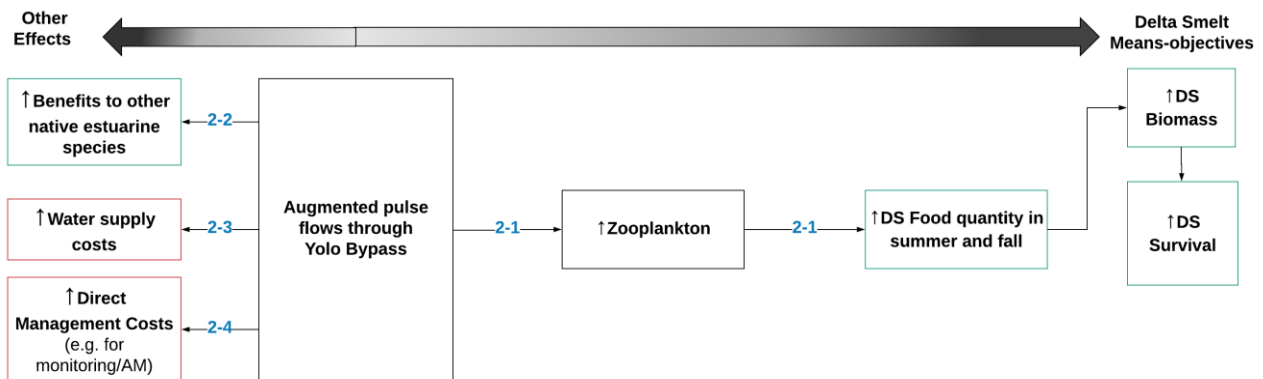 Other
Effects
Delta Smelt
Means-objectives
↑Benefits to other
native estuarine
species
2-2
↑Water supply
costs
2-3
↑Direct
Management Costs
(e.g. for
monitoring/AM)
2-4
Augmented pulse
flows through
Yolo Bypass
2-1
↑Zooplankton
2-1
↑DS Food quantity in
summer and fall
↑DS
Biomass
↑DS
Survival